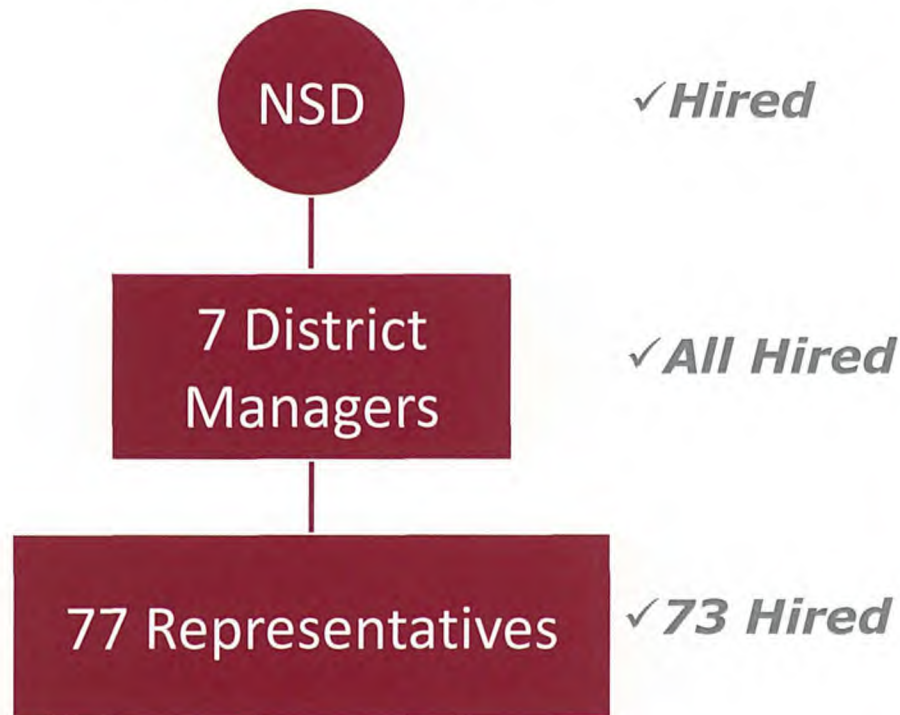 NSD
✓Hired
7 District
Managers
✓All Hired
77 Representatives
✓73 Hired